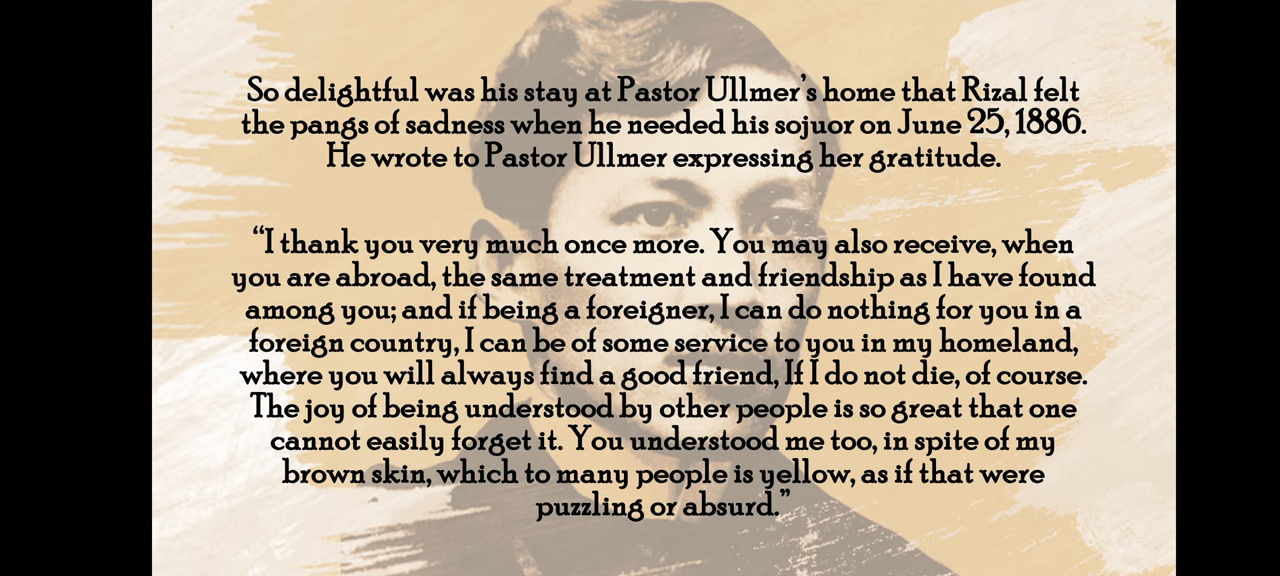 So delightful was his stay at Pastor Ullmer's home that Rizal felt
the pangs of sadness when he needed his sojuor on June 25, 1886.
He wrote to Pastor Ullmer expressing her gratitude.
“I thank you very much once more. You may also receive, when
you are abroad, the same treatment and friendship as I have found
among you; and if being a foreigner, I can do nothing for you in a
foreign country, I can be of some service to you in my homeland,
where you will always find a good friend, If I do not die, of course.
The joy of being understood by other people is so great that one
cannot easily forget it. You understood me too, in spite of my
brown skin, which to many people is yellow, as if that were
puzzling or absurd.”